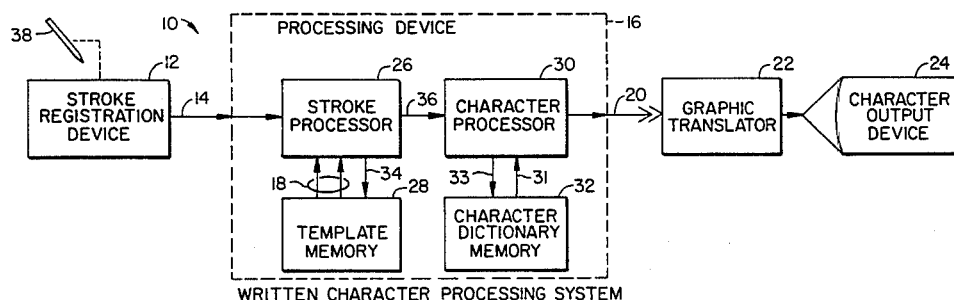 38
10
PROCESSING DEVICE
16
12
STROKE
REGISTRATION
DEVICE
14
26
STROKE
PROCESSOR
36
30
CHARACTER
PROCESSOR
20
22
GRAPHIC
TRANSLATOR
24
CHARACTER
OUTPUT
DEVICE
18
34
28
TEMPLATE
MEMORY
33
31
32
CHARACTER
DICTIONARY
MEMORY
WRITTEN CHARACTER PROCESSING SYSTEM